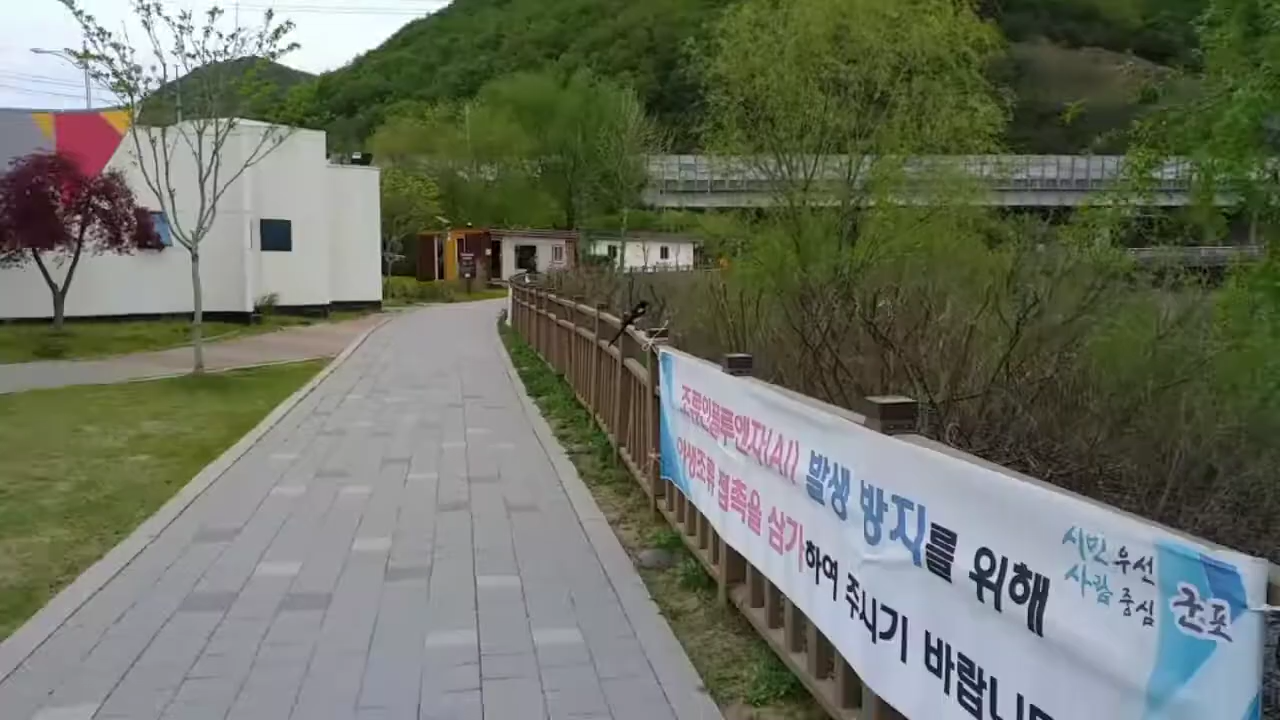 조류인플루엔자(AI) 발생 방지를 위해
야생조류 접촉을 삼가하여 주시기 바랍니다
시민우선
사람중심
군포